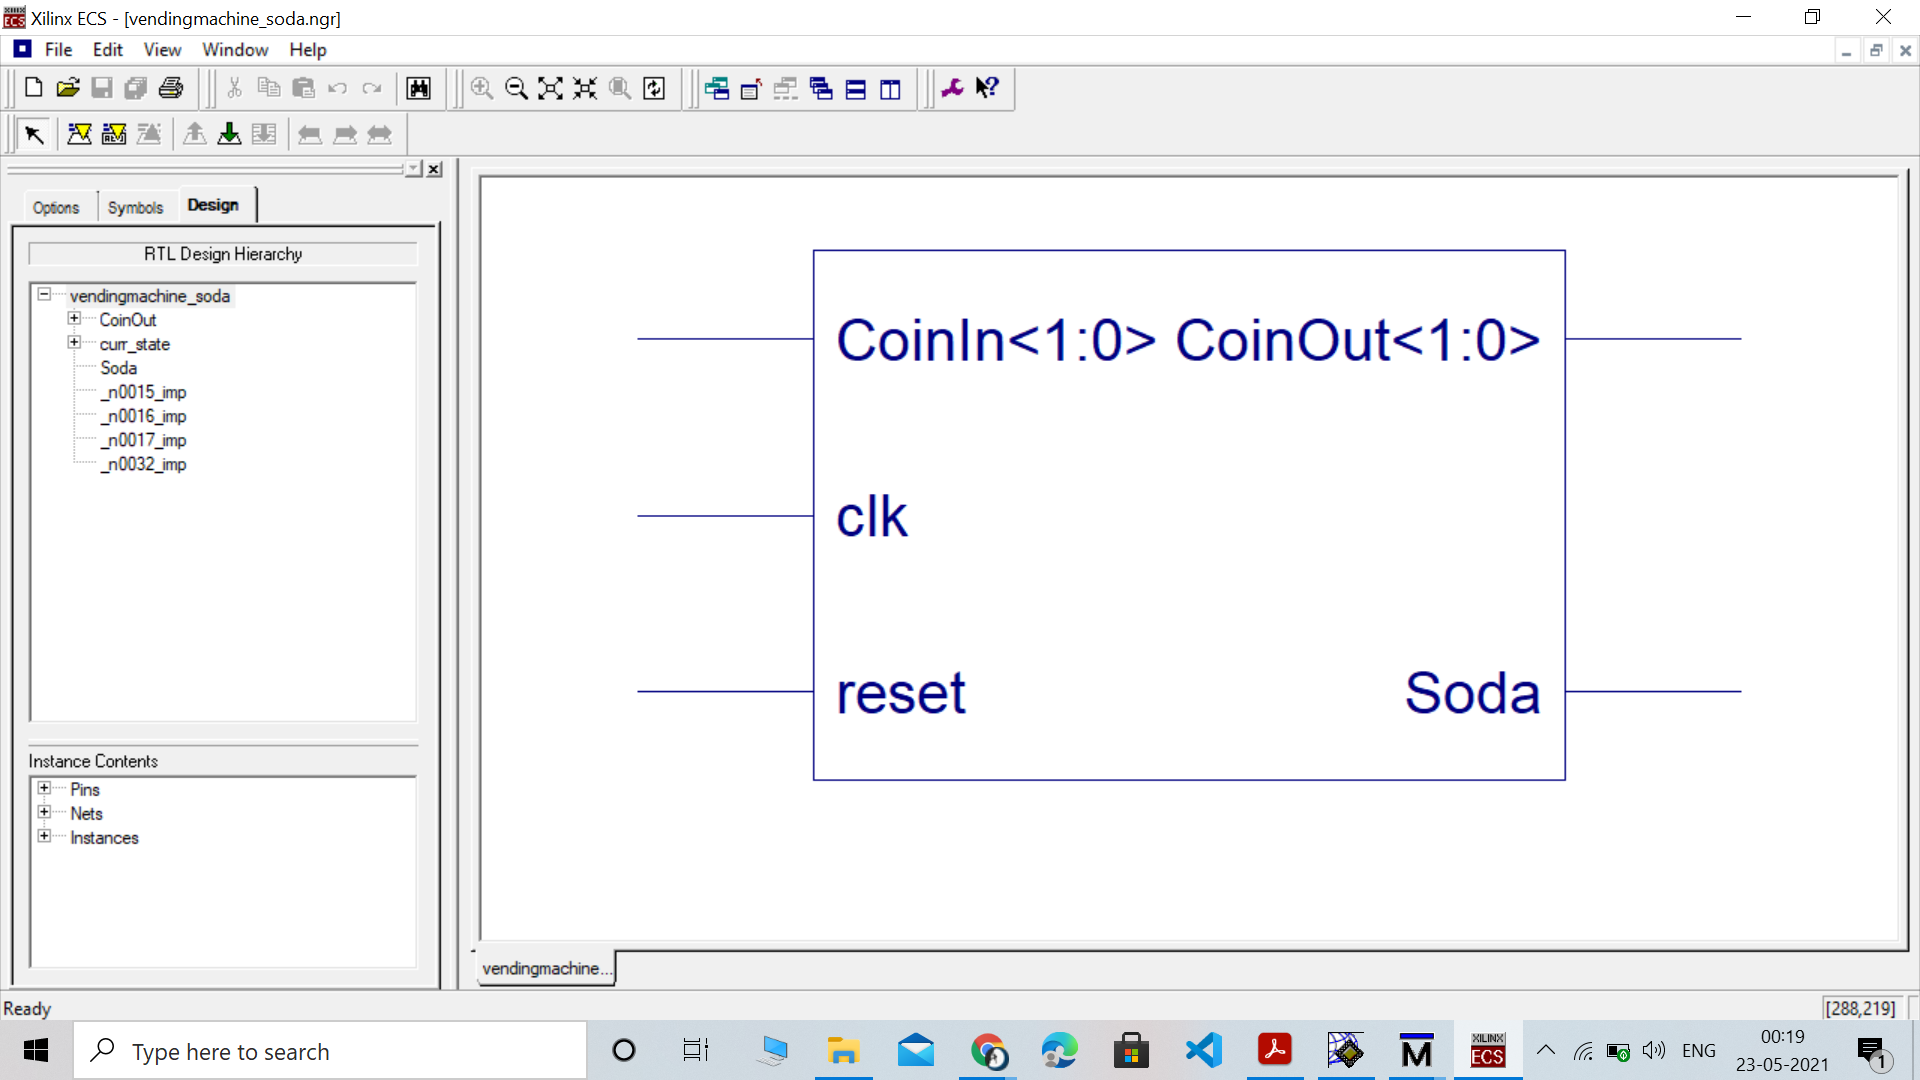 Xilinx ECS - [vendingmachine_soda.ngr]
File Edit View Window Help
Options Symbols Design
RTL Design Hierarchy
vendingmachine_soda
CoinOut
curr_state
Soda
_n0015_imp
_n0016_imp
_n0017_imp
_n0032_imp
Instance Contents
Pins
Nets
Instances
CoinIn<1:0> CoinOut<1:0>
clk
reset Soda
vendingmachine...
Ready [288,219]
Type here to search
XILINX
ECS
ENG
00:19
23-05-2021
1